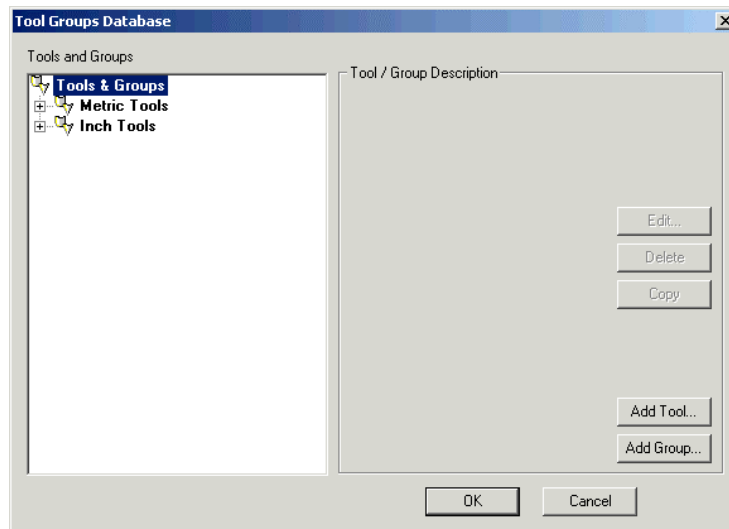 Tool Groups Database
Tools and Groups
Tools & Groups
Metric Tools
Inch Tools
Tool / Group Description
Edit...
Delete
Copy
Add Tool...
Add Group...
OK
Cancel